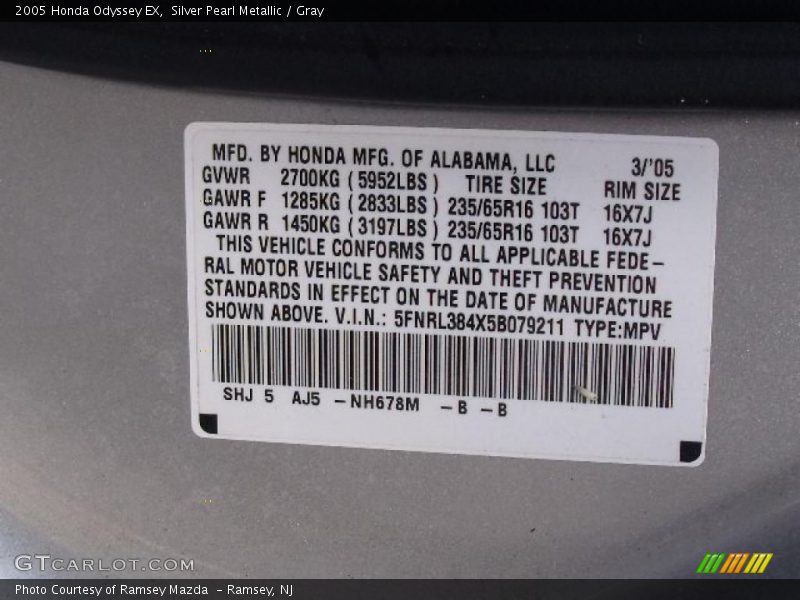 2005 Honda Odyssey EX,  Silver Pearl Metallic / Gray
MFD. BY HONDA MFG. OF ALABAMA, LLC 3/'05
GVWR 2700KG ( 5952LBS ) TIRE SIZE RIM SIZE
GAWR F 1285KG ( 2833LBS ) 235/65R16 103T 16X7J
GAWR R 1450KG ( 3197LBS ) 235/65R16 103T 16X7J
THIS VEHICLE CONFORMS TO ALL APPLICABLE FEDE-
RAL MOTOR VEHICLE SAFETY AND THEFT PREVENTION
STANDARDS IN EFFECT ON THE DATE OF MANUFACTURE
SHOWN ABOVE. V.I.N.: 5FNRL384X5B079211 TYPE:MPV
SHJ 5 AJ5 -NH678M -B -B
GTCARLOT.COM
Photo Courtesy of Ramsey Mazda  - Ramsey, NJ